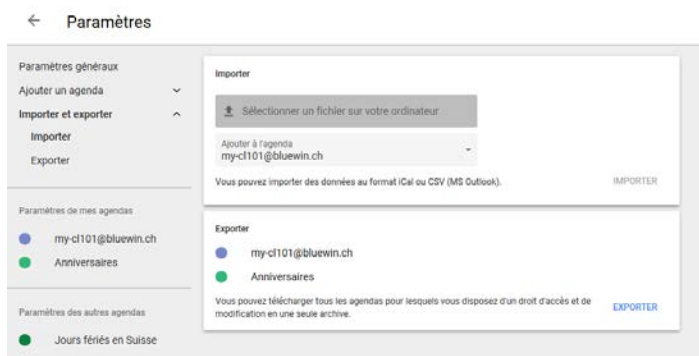 Paramètres
Paramètres généraux
Ajouter un agenda
Importer et exporter
Importer
Exporter
Paramètres de mes agendas
my-cl101@bluewin.ch
Anniversaires
Paramètres des autres agendas
Jours fériés en Suisse
Importer
Sélectionner un fichier sur votre ordinateur
Ajouter à l'agenda
my-cl101@bluewin.ch
Vous pouvez importer des données au format iCal ou CSV (MS Outlook).
IMPORTER
Exporter
my-cl101@bluewin.ch
Anniversaires
Vous pouvez télécharger tous les agendas pour lesquels vous disposez d'un droit d'accès et de
modification en une seule archive.
EXPORTER